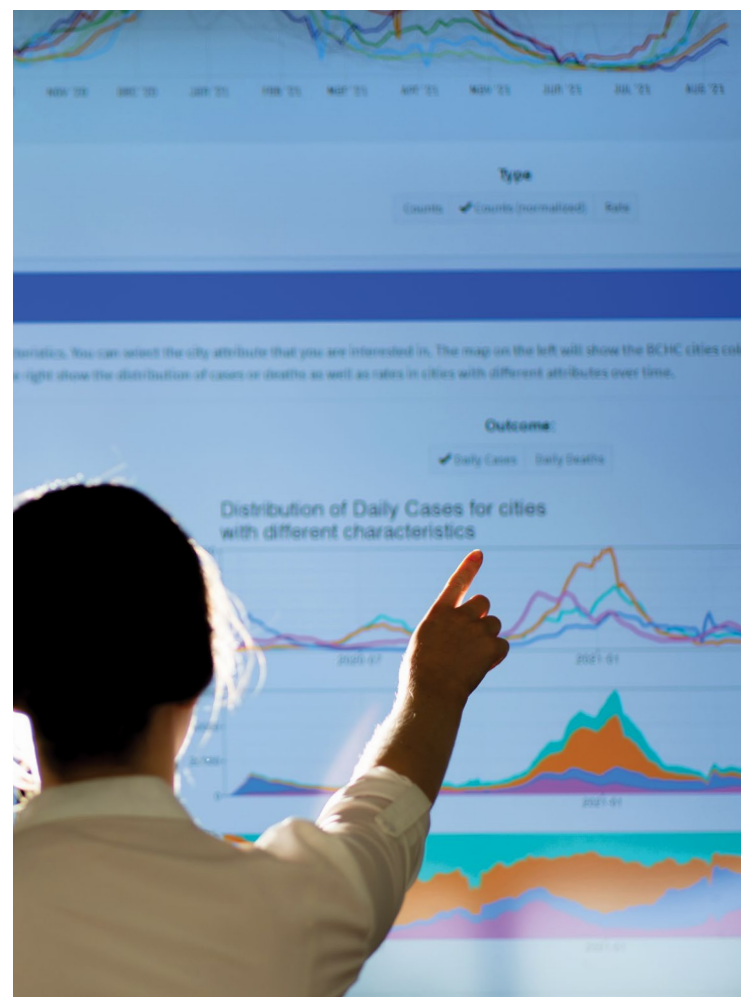 NOV '20 DEC '20 JAN '21 FEB '21 MAR '21 APR '21 MAY '21 JUN '21 JUL '21 AUG '21
Type
Counts ✔ Counts (normalized) Rate
teristics. You can select the city attribute that you are interested in. The map on the left will show the BCHC cities col
e right show the distribution of cases or deaths as well as rates in cities with different attributes over time.
Outcome:
✔ Daily Cases Daily Deaths
Distribution of Daily Cases for cities
with different characteristics
2020-07 2021-01
2021-01
2021-01